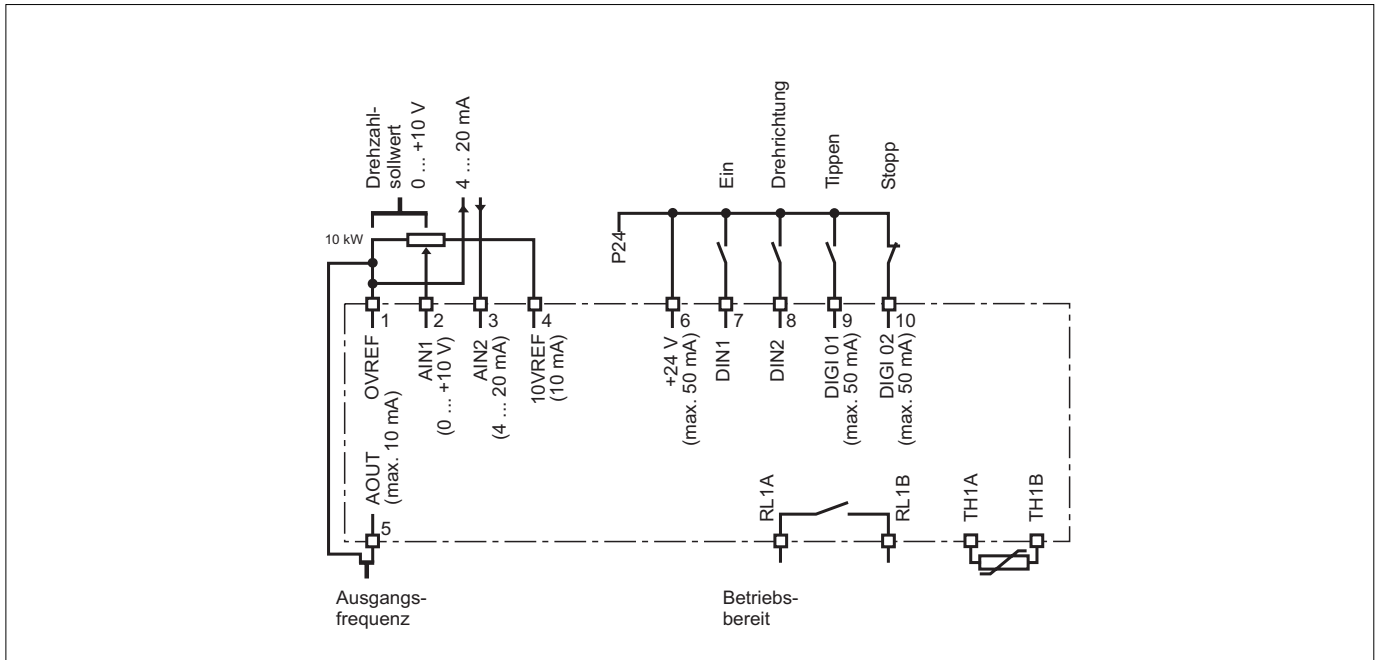 Drehzahl-
sollwert
0 ... +10 V
4 ... 20 mA
Ein
Drehrichtung
Tippen
Stopp
10 kW
P24
1
2
3
4
6
7
8
9
10
OVREF
AIN1
(0 ... +10 V)
AIN2
(4 ... 20 mA)
10VREF
(10 mA)
+24 V
(max. 50 mA)
DIN1
DIN2
DIGI 01
(max. 50 mA)
DIGI 02
(max. 50 mA)
AOUT
(max. 10 mA)
5
RL1A
RL1B
TH1A
TH1B
Ausgangs-
frequenz
Betriebs-
bereit